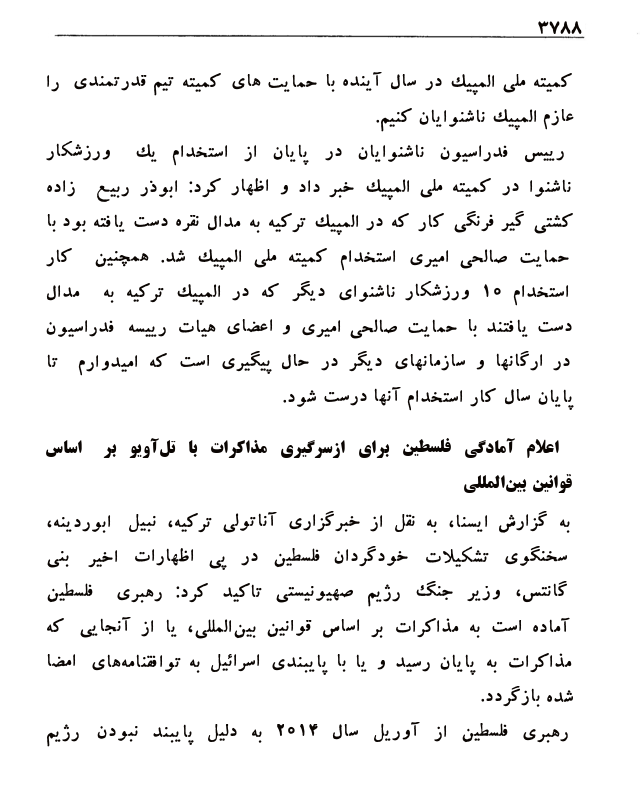 ۳۷۸۸
کمیته ملی المپیك در سال آینده با حمایت های کمیته تیم قدرتمندی را
عازم المپیك ناشنوایان کنیم.
رییس فدراسیون ناشنوایان در پایان از استخدام یك ورزشکار
ناشنوا در کمیته ملی المپیك خبر داد و اظهار کرد: ابوذر ربیع زاده
کشتی گیر فرنگی کار که در المپیك ترکیه به مدال نقره دست یافته بود با
حمایت صالحی امیری استخدام کمیته ملی المپیك شد. همچنین کار
استخدام ۱۰ ورزشکار ناشنوای دیگر که در المپیك ترکیه به مدال
دست یافتند با حمایت صالحی امیری و اعضای هیات رییسه فدراسیون
در ارگانها و سازمانهای دیگر در حال پیگیری است که امیدوارم تا
پایان سال کار استخدام آنها درست شود.
اعلام آمادگی فلسطین برای ازسرگیری مذاکرات با تل‌آویو بر اساس
قوانین بین‌المللی
به گزارش ایسنا، به نقل از خبرگزاری آناتولی ترکیه، نبیل ابوردینه،
سخنگوی تشکیلات خودگردان فلسطین در پی اظهارات اخیر بنی
گانتس، وزیر جنگ رژیم صهیونیستی تاکید کرد: رهبری فلسطین
آماده است به مذاکرات بر اساس قوانین بین‌المللی، یا از آنجایی که
مذاکرات به پایان رسید و یا با پایبندی اسرائیل به توافقنامه‌های امضا
شده بازگردد.
رهبری فلسطین از آوریل سال ۲۰۱۴ به دلیل پایبند نبودن رژیم